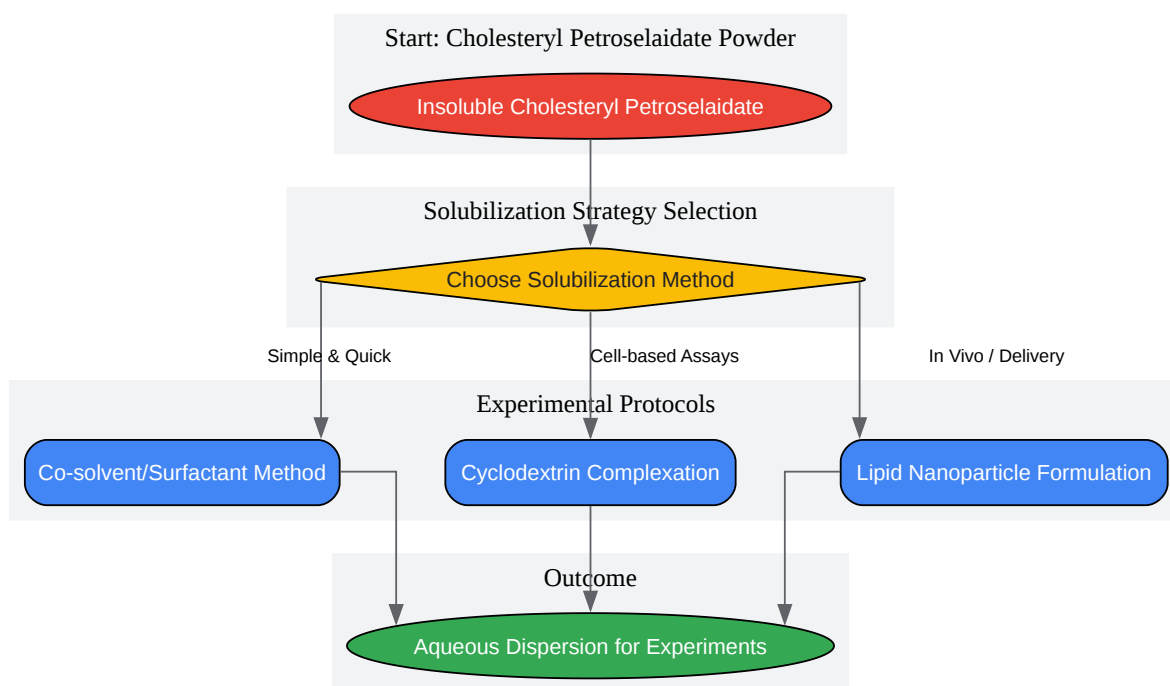 Start: Cholesteryl Petroselaidate Powder
Insoluble Cholesteryl Petroselaidate
Solubilization Strategy Selection
Choose Solubilization Method
Simple & Quick
Cell-based Assays
In Vivo / Delivery
Experimental Protocols
Co-solvent/Surfactant Method
Cyclodextrin Complexation
Lipid Nanoparticle Formulation
Outcome
Aqueous Dispersion for Experiments